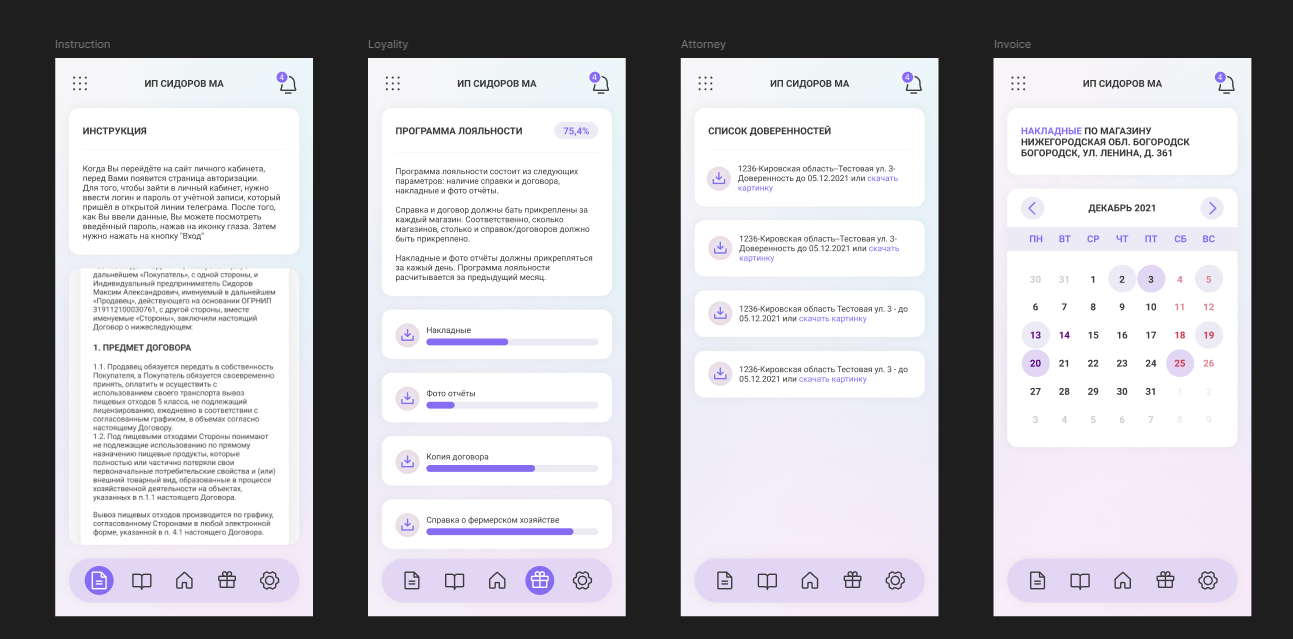 Instruction
4
ИП СИДОРОВ МА
ИНСТРУКЦИЯ
Когда Вы перейдёте на сайт личного кабинета,
перед Вами появится страница авторизации.
Для того, чтобы зайти в личный кабинет, нужно
ввести логин и пароль от учётной записи, который
пришёл в открытой линии телеграма. После того,
как Вы ввели данные, Вы можете посмотреть
введённый пароль, нажав на иконку глаза. Затем
нужно нажать на кнопку "Вход"
дальнейшем «Покупатель», с одной стороны, и
Индивидуальный предприниматель Сидоров
Максим Александрович, именуемый в дальнейшем
«Продавец», действующего на основании ОГРНИП
319112100030761, с другой стороны, вместе
именуемые «Стороны», заключили настоящий
Договор о нижеследующем:
1. ПРЕДМЕТ ДОГОВОРА
1.1. Продавец обязуется передать в собственность
Покупателя, а Покупатель обязуется своевременно
принять, оплатить и осуществить с
использованием своего транспорта вывоз
пищевых отходов 5 класса, не подлежащий
лицензированию, ежедневно в соответствии с
согласованным графиком, в объемах согласно
настоящему Договору.
1.2. Под пищевыми отходами Стороны понимают
не подлежащие использованию по прямому
назначению пищевые продукты, которые
полностью или частично потеряли свои
первоначальные потребительские свойства и (или)
внешний товарный вид, образованные в процессе
хозяйственной деятельности на объектах,
указанных в п.1.1 настоящего Договора.
Вывоз пищевых отходов производится по графику,
согласованному Сторонами в любой электронной
форме, указанной в п. 4.1 настоящего Договора.
Loyality
4
ИП СИДОРОВ МА
ПРОГРАММА ЛОЯЛЬНОСТИ
75,4%
Программа лояльности состоит из следующих
параметров: наличие справки и договора,
накладные и фото отчёты.
Справка и договор должны бать прикреплены за
каждый магазин. Соответственно, сколько
магазинов, столько и справок/договоров должно
быть прикреплено.
Накладные и фото отчёты должны прикрепляться
за каждый день. Программа лояльности
расчитывается за предыдущий месяц.
Накладные
Фото отчёты
Копия договора
Справка о фермерском хозяйстве
Attorney
4
ИП СИДОРОВ МА
СПИСОК ДОВЕРЕННОСТЕЙ
1236-Кировская область–Тестовая ул. 3-
Доверенность до 05.12.2021 или скачать
картинку
1236-Кировская область–Тестовая ул. 3-
Доверенность до 05.12.2021 или скачать
картинку
1236-Кировская область Тестовая ул. 3 - до
05.12.2021 или скачать картинку
1236-Кировская область Тестовая ул. 3 - до
05.12.2021 или скачать картинку
Invoice
4
ИП СИДОРОВ МА
НАКЛАДНЫЕ ПО МАГАЗИНУ
НИЖЕГОРОДСКАЯ ОБЛ. БОГОРОДСК
БОГОРОДСК, УЛ. ЛЕНИНА, Д. 361
ДЕКАБРЬ 2021
ПН ВТ СР ЧТ ПТ СБ ВС
30 31 1 2 3 4 5
6 7 8 9 10 11 12
13 14 15 16 17 18 19
20 21 22 23 24 25 26
27 28 29 30 31 1 2
3 4 5 6 7 8 9